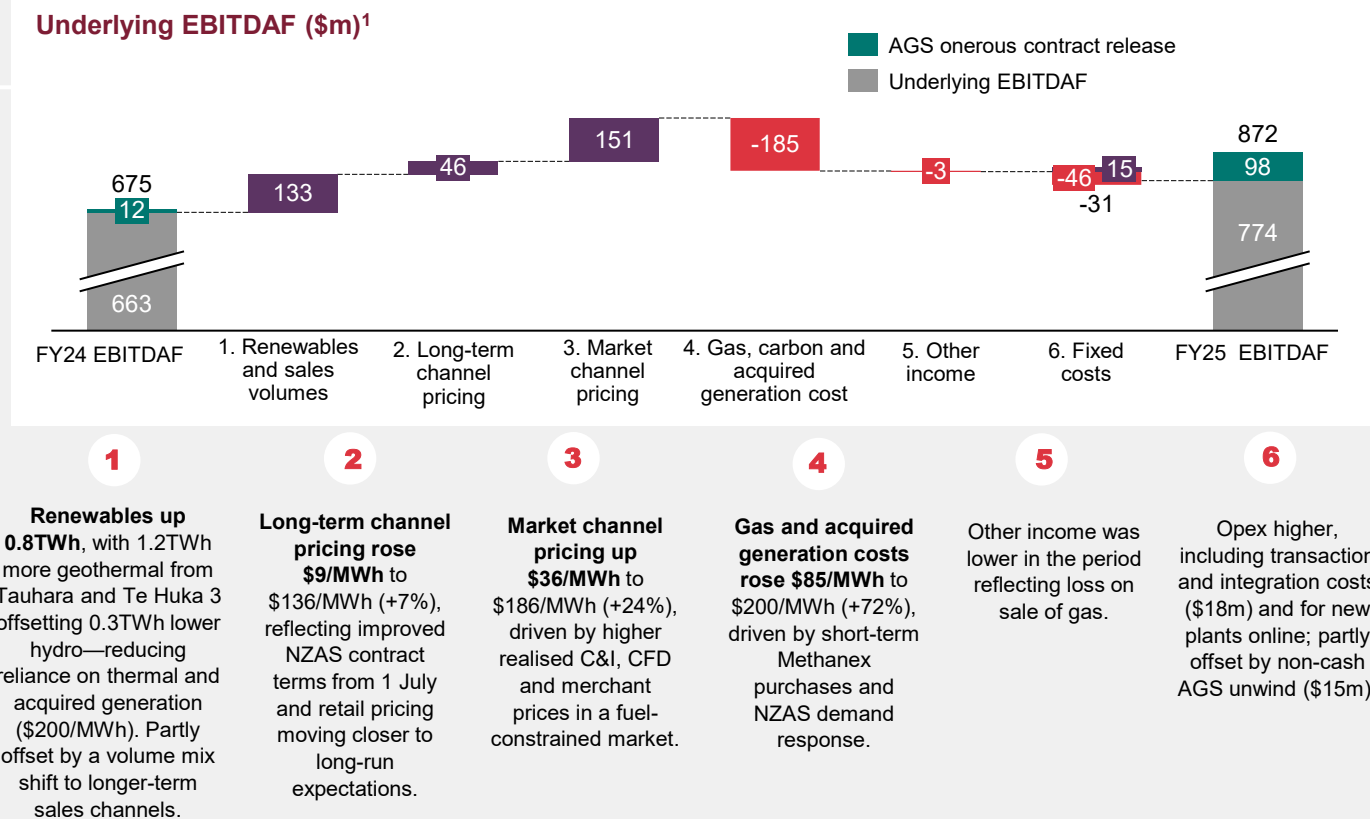 Underlying EBITDAF ($m)1
AGS onerous contract release
Underlying EBITDAF
675
12
663
133
46
151
-185
-3
-46
15
-31
872
98
774
FY24 EBITDAF
1. Renewables
and sales
volumes
2. Long-term
channel
pricing
3. Market
channel
pricing
4. Gas, carbon and
acquired
generation cost
5. Other
income
6. Fixed
costs
FY25 EBITDAF
1
Renewables up
0.8TWh, with 1.2TWh
more geothermal from
Tauhara and Te Huka 3
offsetting 0.3TWh lower
hydro—reducing
reliance on thermal and
acquired generation
($200/MWh). Partly
offset by a volume mix
shift to longer-term
sales channels.
2
Long-term channel
pricing rose
$9/MWh to
$136/MWh (+7%),
reflecting improved
NZAS contract
terms from 1 July
and retail pricing
moving closer to
long-run
expectations.
3
Market channel
pricing up
$36/MWh to
$186/MWh (+24%),
driven by higher
realised C&I, CFD
and merchant
prices in a fuel-
constrained market.
4
Gas and acquired
generation costs
rose $85/MWh to
$200/MWh (+72%),
driven by short-term
Methanex
purchases and
NZAS demand
response.
5
Other income was
lower in the period
reflecting loss on
sale of gas.
6
Opex higher,
including transaction
and integration costs
($18m) and for new
plants online; partly
offset by non-cash
AGS unwind ($15m)